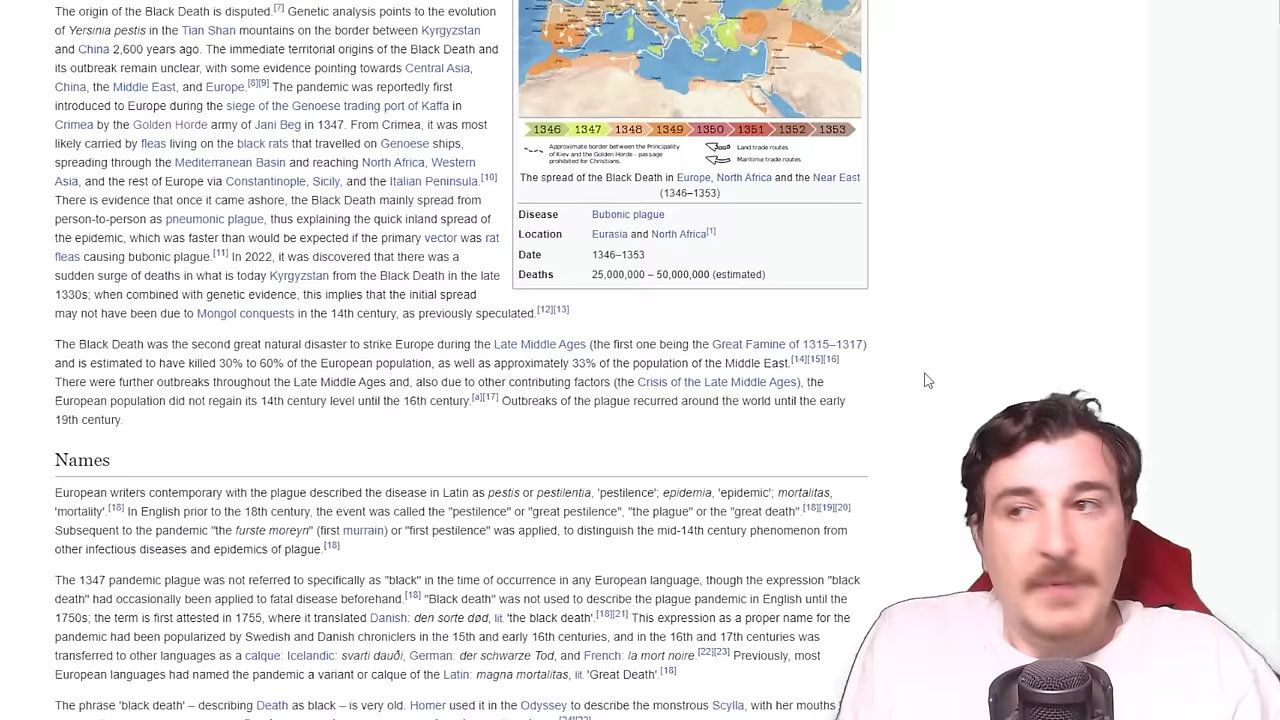 The origin of the Black Death is disputed.[7] Genetic analysis points to the evolution
of Yersinia pestis in the Tian Shan mountains on the border between Kyrgyzstan
and China 2,600 years ago. The immediate territorial origins of the Black Death and
its outbreak remain unclear, with some evidence pointing towards Central Asia,
China, the Middle East, and Europe.[8][9] The pandemic was reportedly first
introduced to Europe during the siege of the Genoese trading port of Kaffa in
Crimea by the Golden Horde army of Jani Beg in 1347. From Crimea, it was most
likely carried by fleas living on the black rats that travelled on Genoese ships,
spreading through the Mediterranean Basin and reaching North Africa, Western
Asia, and the rest of Europe via Constantinople, Sicily, and the Italian Peninsula.[10]
There is evidence that once it came ashore, the Black Death mainly spread from
person-to-person as pneumonic plague, thus explaining the quick inland spread of
the epidemic, which was faster than would be expected if the primary vector was rat
fleas causing bubonic plague.[11] In 2022, it was discovered that there was a
sudden surge of deaths in what is today Kyrgyzstan from the Black Death in the late
1330s; when combined with genetic evidence, this implies that the initial spread
may not have been due to Mongol conquests in the 14th century, as previously speculated.[12][13]
1346 1347 1348 1349 1350 1351 1352 1353
Approximate border between the Principality
of Kiev and the Golden Horde - passage
prohibited for Christians.
Land trade routes
Maritime trade routes
The spread of the Black Death in Europe, North Africa and the Near East
(1346–1353)
Disease Bubonic plague
Location Eurasia and North Africa[1]
Date 1346–1353
Deaths 25,000,000 – 50,000,000 (estimated)
The Black Death was the second great natural disaster to strike Europe during the Late Middle Ages (the first one being the Great Famine of 1315–1317)
and is estimated to have killed 30% to 60% of the European population, as well as approximately 33% of the population of the Middle East.[14][15][16]
There were further outbreaks throughout the Late Middle Ages and, also due to other contributing factors (the Crisis of the Late Middle Ages), the
European population did not regain its 14th century level until the 16th century.[a][17] Outbreaks of the plague recurred around the world until the early
19th century.
Names
European writers contemporary with the plague described the disease in Latin as pestis or pestilentia, 'pestilence'; epidemia, 'epidemic'; mortalitas,
'mortality'.[18] In English prior to the 18th century, the event was called the "pestilence" or "great pestilence", "the plague" or the "great death".[18][19][20]
Subsequent to the pandemic "the furste moreyn" (first murrain) or "first pestilence" was applied, to distinguish the mid-14th century phenomenon from
other infectious diseases and epidemics of plague.[18]
The 1347 pandemic plague was not referred to specifically as "black" in the time of occurrence in any European language, though the expression "black
death" had occasionally been applied to fatal disease beforehand.[18] "Black death" was not used to describe the plague pandemic in English until the
1750s; the term is first attested in 1755, where it translated Danish: den sorte død, lit. 'the black death'.[18][21] This expression as a proper name for the
pandemic had been popularized by Swedish and Danish chroniclers in the 15th and early 16th centuries, and in the 16th and 17th centuries was
transferred to other languages as a calque: Icelandic: svarti dauði, German: der schwarze Tod, and French: la mort noire.[22][23] Previously, most
European languages had named the pandemic a variant or calque of the Latin: magna mortalitas, lit. 'Great Death'.[18]
The phrase 'black death' – describing Death as black – is very old. Homer used it in the Odyssey to describe the monstrous Scylla, with her mouths